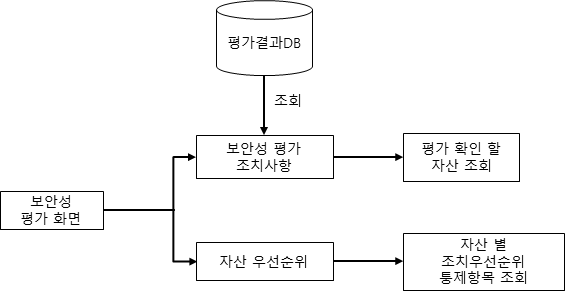 평가결과DB
조회
보안성 평가
조치사항
평가 확인 할
자산 조회
보안성
평가 화면
자산 우선순위
자산 별
조치우선순위
통제항목 조회